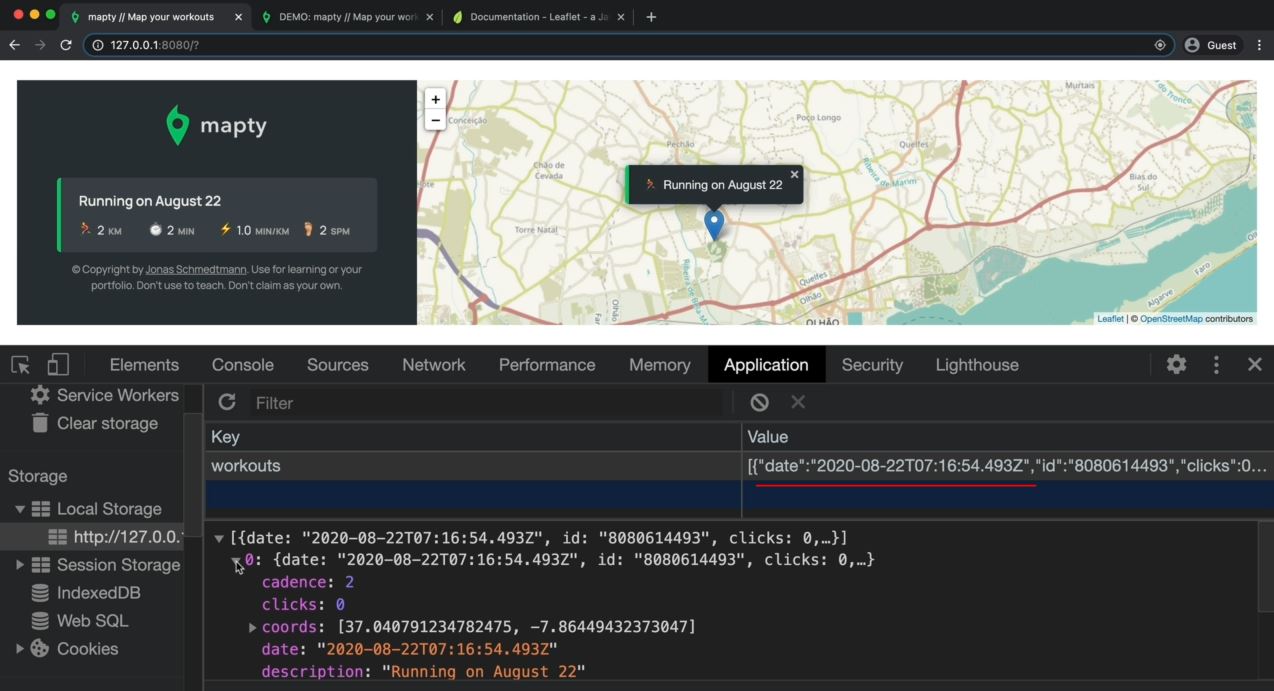 mapty // Map your workouts
DEMO: mapty // Map your work
Documentation - Leaflet - a Ja
127.0.0.1:8080/?
Guest
mapty
Running on August 22
2 KM
2 MIN
1.0 MIN/KM
2 SPM
© Copyright by Jonas Schmedtmann. Use for learning or your
portfolio. Don't use to teach. Don't claim as your own.
+
−
Conceição
Murtais
do Tronco
Poço Longo
Pechão
Quelfes
Chão de
Cevada
Ribeira de Marim
Running on August 22
Bias do
Sul
Torre Natal
Quelfes
Olhão
OLHÃO
Olhão
Faro
Algarve
Leaflet | © OpenStreetMap contributors
Elements
Console
Sources
Network
Performance
Memory
Application
Security
Lighthouse
Service Workers
Clear storage
Storage
Local Storage
http://127.0.0.
Session Storage
IndexedDB
Web SQL
Cookies
Filter
Key
Value
workouts
[{"date":"2020-08-22T07:16:54.493Z","id":"8080614493","clicks":0…
[{date: "2020-08-22T07:16:54.493Z", id: "8080614493", clicks: 0,…}]
0: {date: "2020-08-22T07:16:54.493Z", id: "8080614493", clicks: 0,…}
cadence: 2
clicks: 0
coords: [37.040791234782475, -7.86449432373047]
date: "2020-08-22T07:16:54.493Z"
description: "Running on August 22"